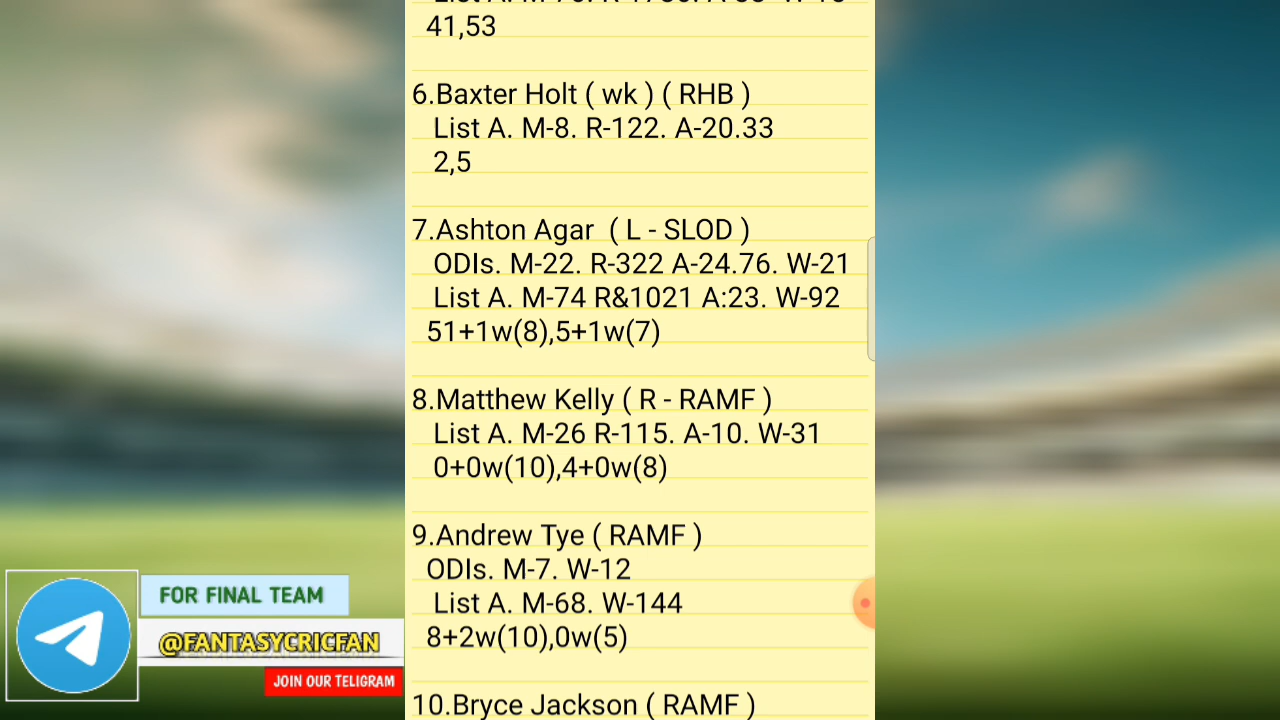 41,53
6.Baxter Holt ( wk ) ( RHB )
List A. M-8. R-122. A-20.33
2,5
7.Ashton Agar ( L - SLOD )
ODIs. M-22. R-322 A-24.76. W-21
List A. M-74 R&1021 A:23. W-92
51+1w(8),5+1w(7)
8.Matthew Kelly ( R - RAMF )
List A. M-26 R-115. A-10. W-31
0+0w(10),4+0w(8)
9.Andrew Tye ( RAMF )
ODIs. M-7. W-12
List A. M-68. W-144
8+2w(10),0w(5)
10.Bryce Jackson ( RAMF )
FOR FINAL TEAM
@FANTASYCRICFAN
JOIN OUR TELIGRAM